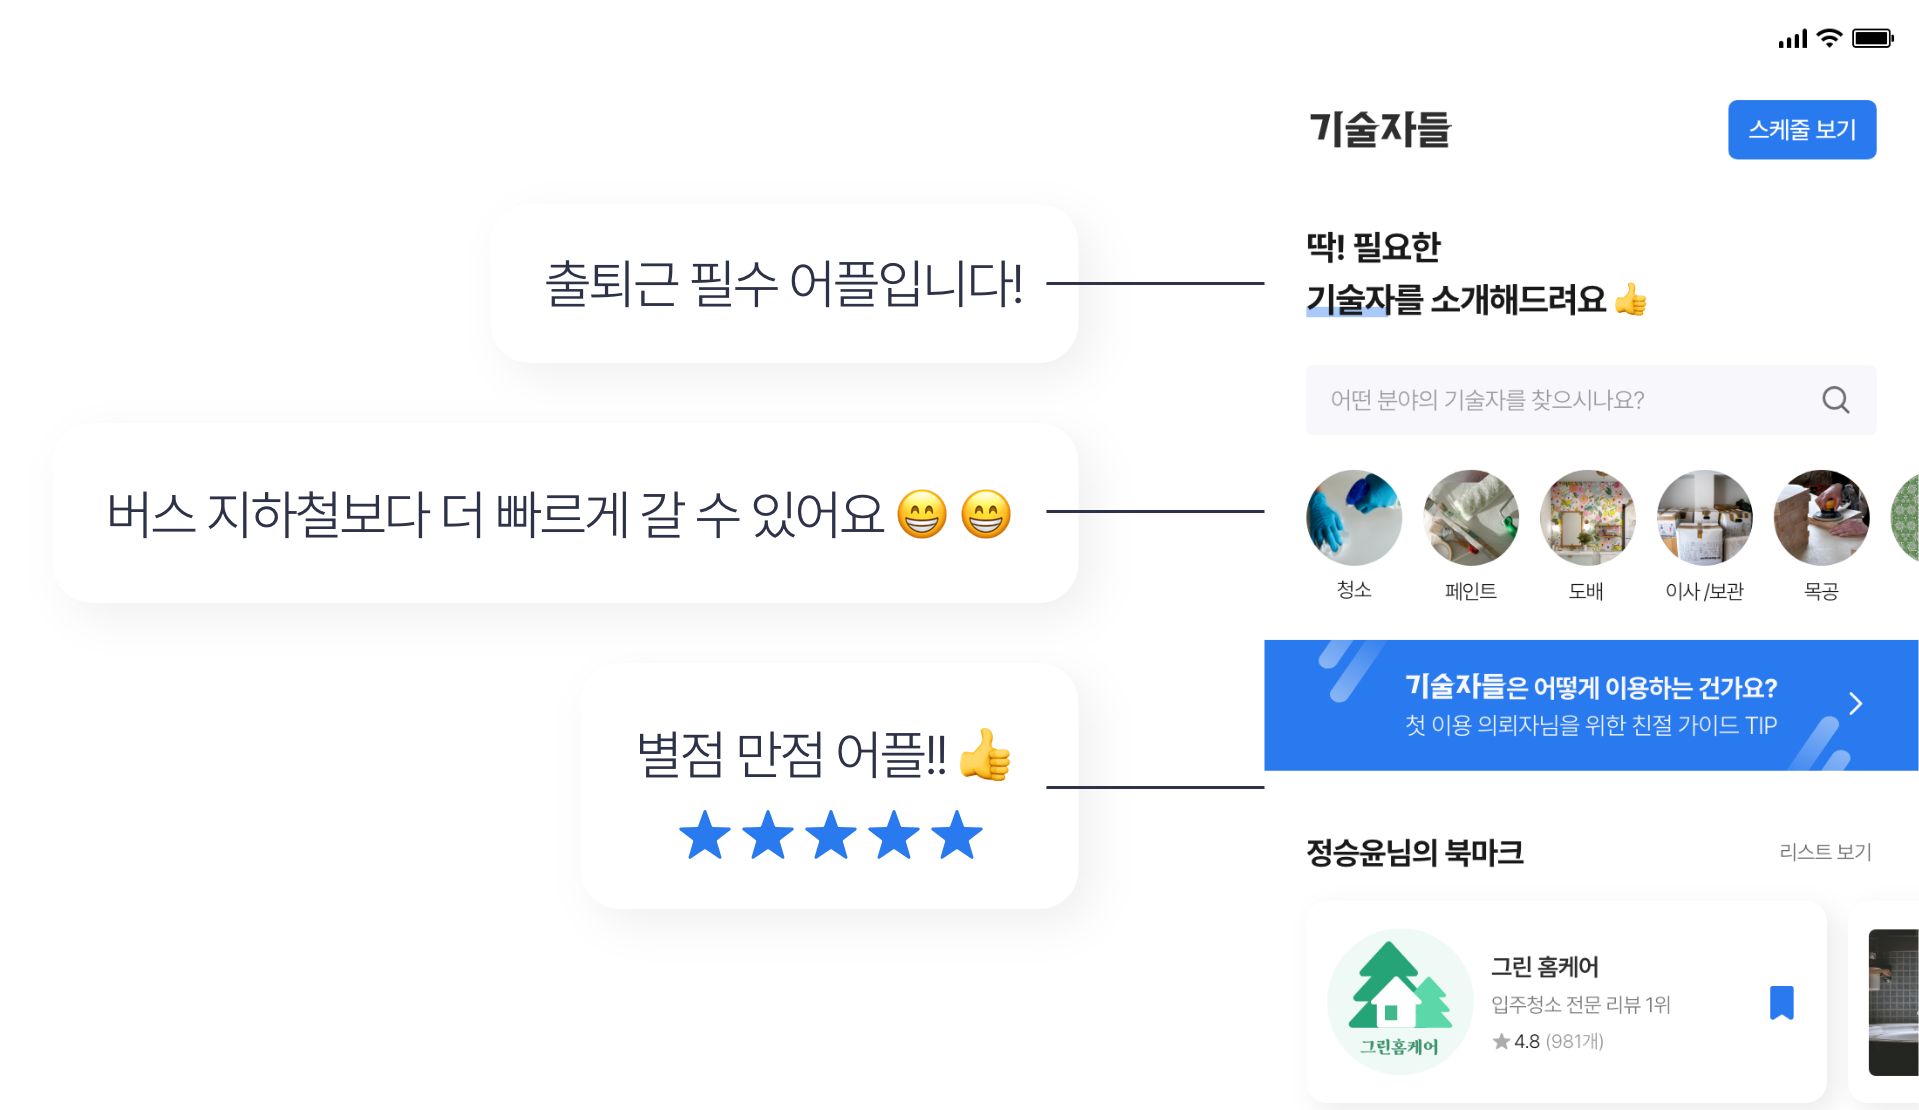 출퇴근 필수 어플입니다!
버스 지하철보다 더 빠르게 갈 수 있어요 😁 😁
별점 만점 어플!! 👍
★ ★ ★ ★ ★
기술자들
스케줄 보기
딱! 필요한
기술자를 소개해드려요 👍
어떤 분야의 기술자를 찾으시나요?
청소
페인트
도배
이사 /보관
목공
기술자들은 어떻게 이용하는 건가요?
첫 이용 의뢰자님을 위한 친절 가이드 TIP
정승윤님의 북마크
리스트 보기
그린홈케어
그린 홈케어
입주청소 전문 리뷰 1위
★ 4.8 (981개)